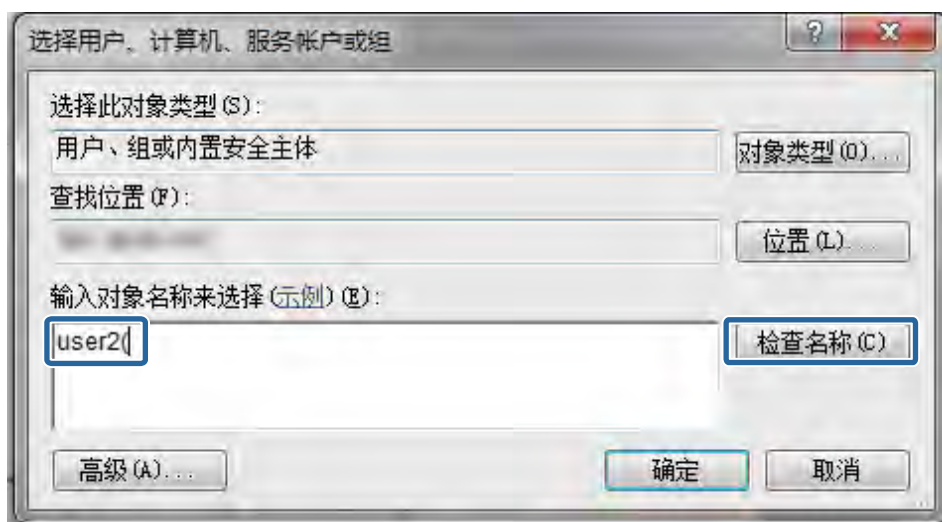 选择用户、计算机、服务帐户或组
选择此对象类型(S):
用户、组或内置安全主体
对象类型(O)...
查找位置(F):
位置(L)...
输入对象名称来选择(示例)(E):
user2(
检查名称(C)
高级(A)...
确定
取消